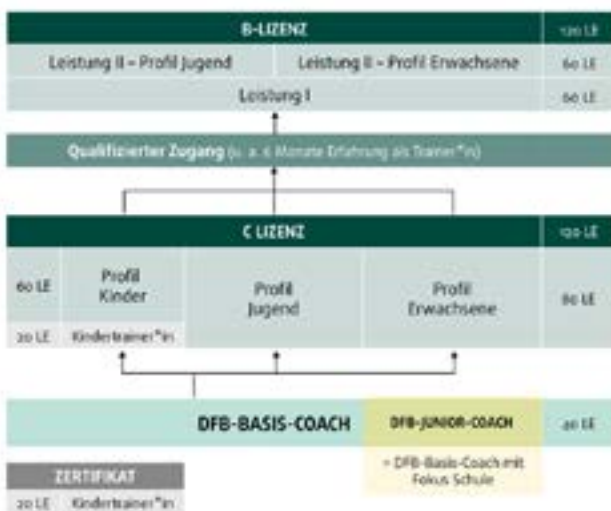 B-LIZENZ 120 LE
Leistung II – Profil Jugend Leistung II – Profil Erwachsene 60 LE
Leistung I 60 LE
Qualifizierter Zugang (u. a. 6 Monate Erfahrung als Trainer*in)
C LIZENZ 120 LE
60 LE Profil Kinder Profil Jugend Profil Erwachsene 80 LE
20 LE Kindertrainer*in
DFB-BASIS-COACH DFB-JUNIOR-COACH 40 LE
= DFB-Basis-Coach mit
Fokus Schule
ZERTIFIKAT
20 LE Kindertrainer*in